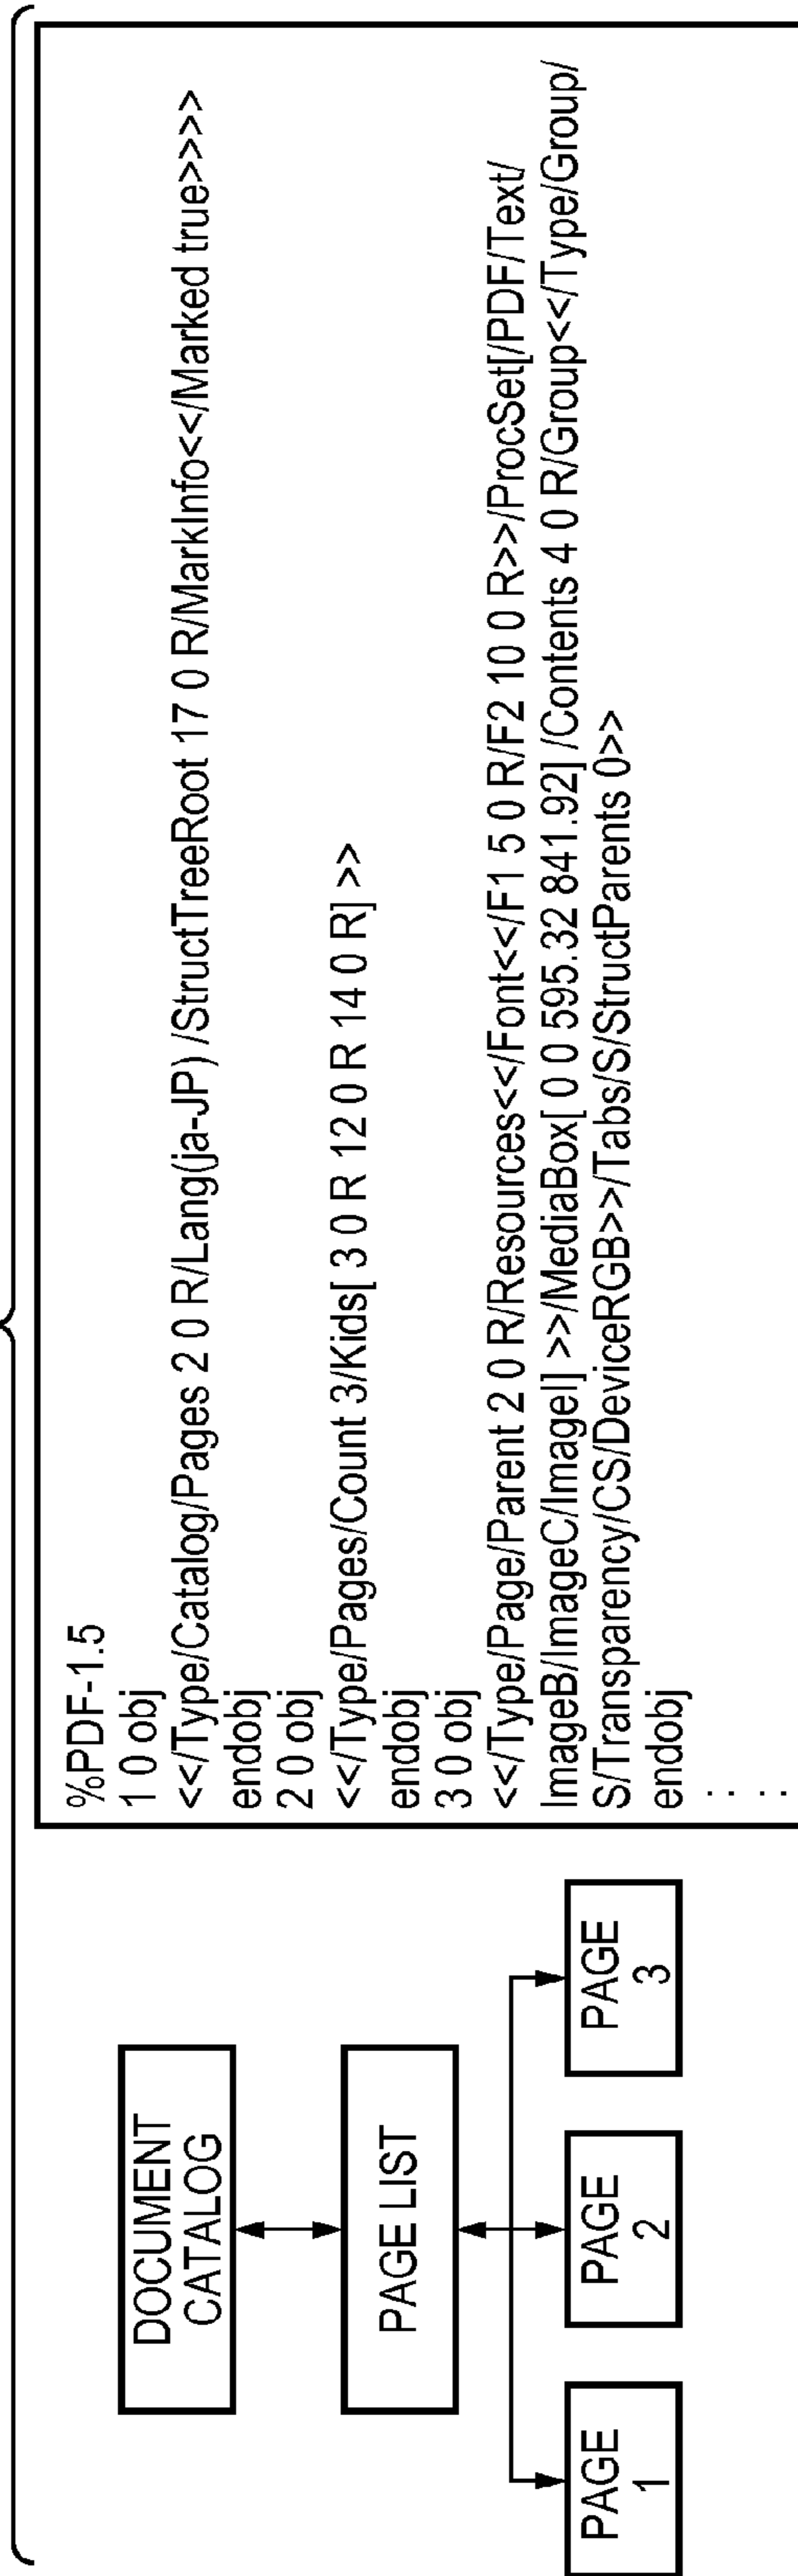 DOCUMENT
CATALOG
PAGE LIST
PAGE
1
PAGE
2
PAGE
3
%PDF-1.5
1 0 obj
<</Type/Catalog/Pages 2 0 R/Lang(ja-JP) /StructTreeRoot 17 0 R/MarkInfo<</Marked true>>>>
endobj
2 0 obj
<</Type/Pages/Count 3/Kids[ 3 0 R 12 0 R 14 0 R] >>
endobj
3 0 obj
<</Type/Page/Parent 2 0 R/Resources<</Font<</F1 5 0 R/F2 10 0 R>>/ProcSet[/PDF/Text/
ImageB/ImageC/ImageI] >>/MediaBox[ 0 0 595.32 841.92] /Contents 4 0 R/Group<</Type/Group/
S/Transparency/CS/DeviceRGB>>/Tabs/S/StructParents 0>>
endobj
: :